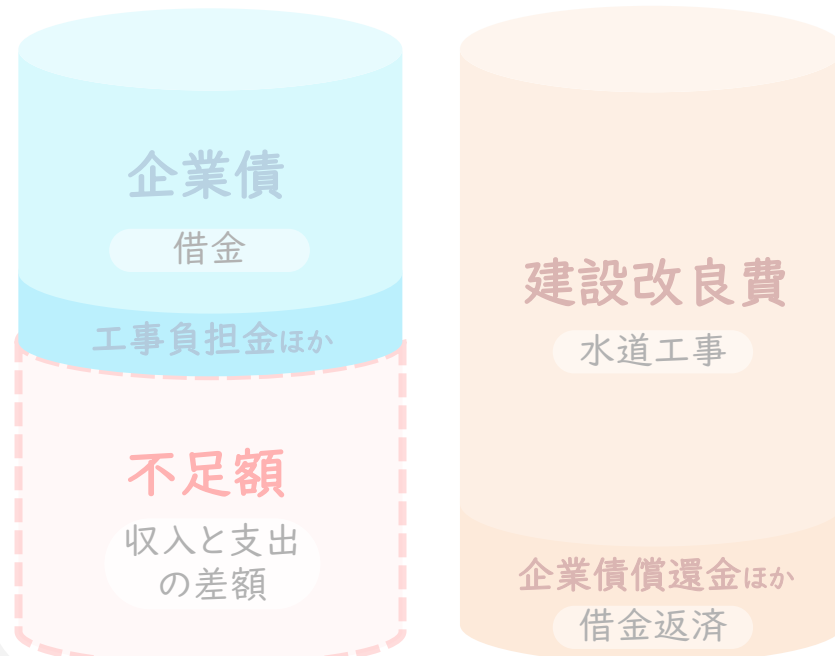 企業債
借金
工事負担金ほか
不足額
収入と支出
の差額
建設改良費
水道工事
企業債償還金ほか
借金返済